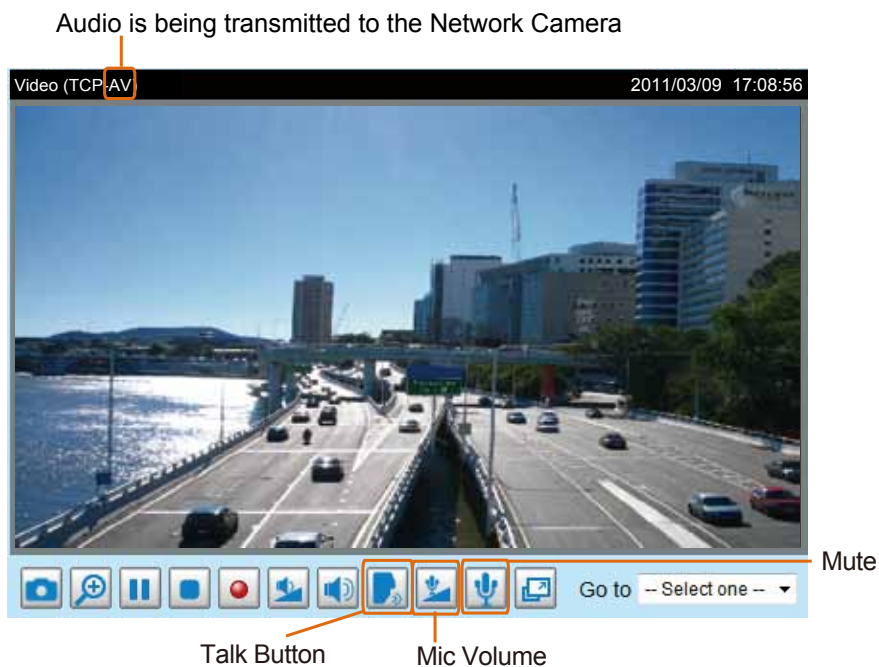 Audio is being transmitted to the Network Camera
Video (TCP-AV) 2011/03/09 17:08:56
Go to -- Select one --
Mute
Talk Button Mic Volume